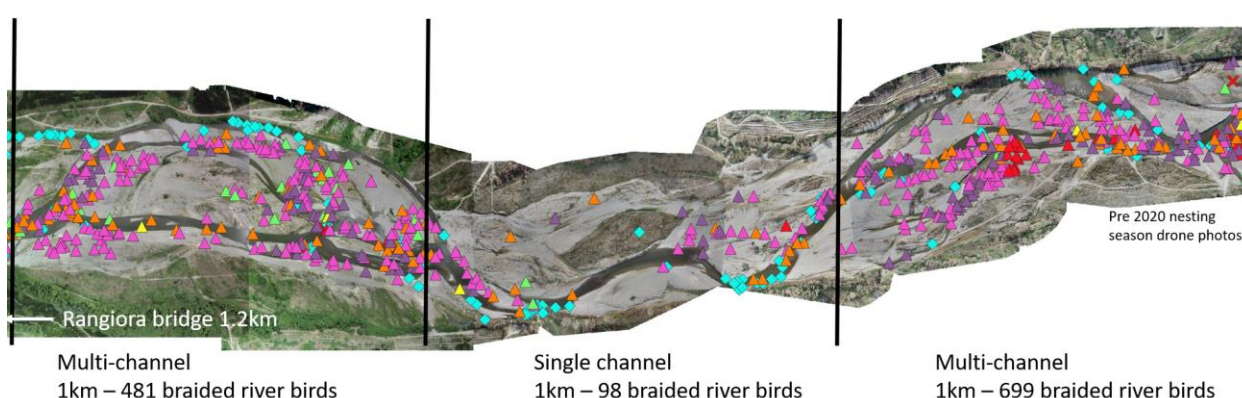 Pre 2020 nesting
season drone photos
Rangiora bridge 1.2km
Multi-channel
1km – 481 braided river birds
Single channel
1km – 98 braided river birds
Multi-channel
1km – 699 braided river birds